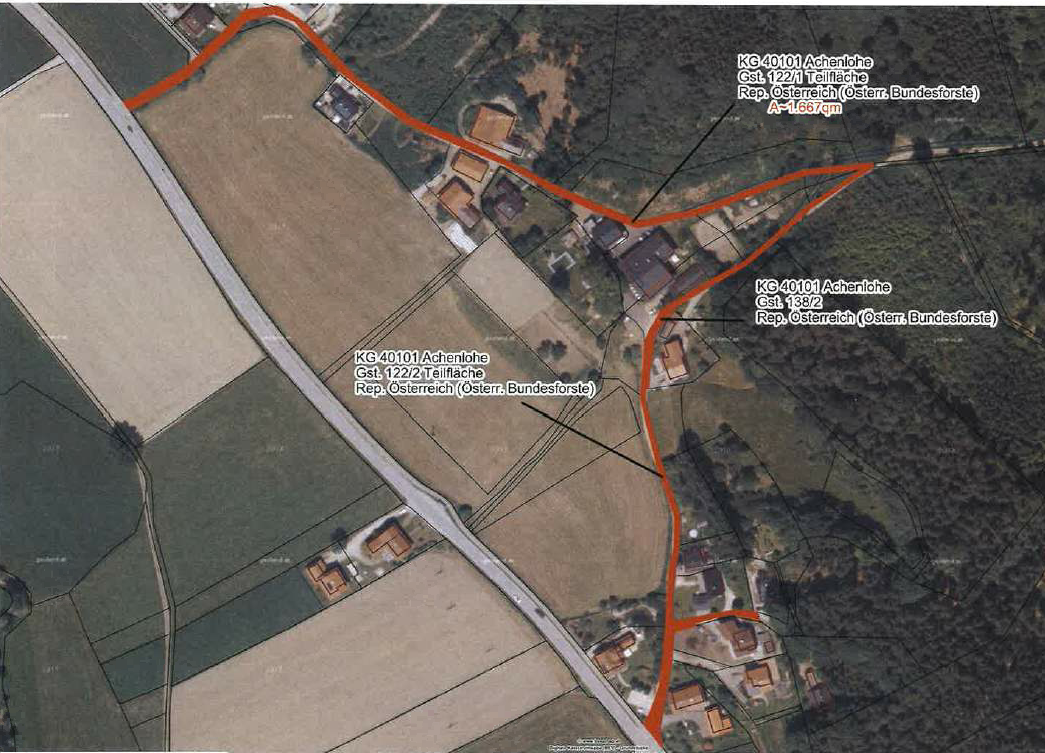 KG 40101 Achenlohe
Gst. 122/1 Teilfläche
Rep. Österreich (Österr. Bundesforste)
A~1.667qm
KG 40101 Achenlohe
Gst. 138/2
Rep. Österreich (Österr. Bundesforste)
KG 40101 Achenlohe
Gst. 122/2 Teilfläche
Rep. Österreich (Österr. Bundesforste)